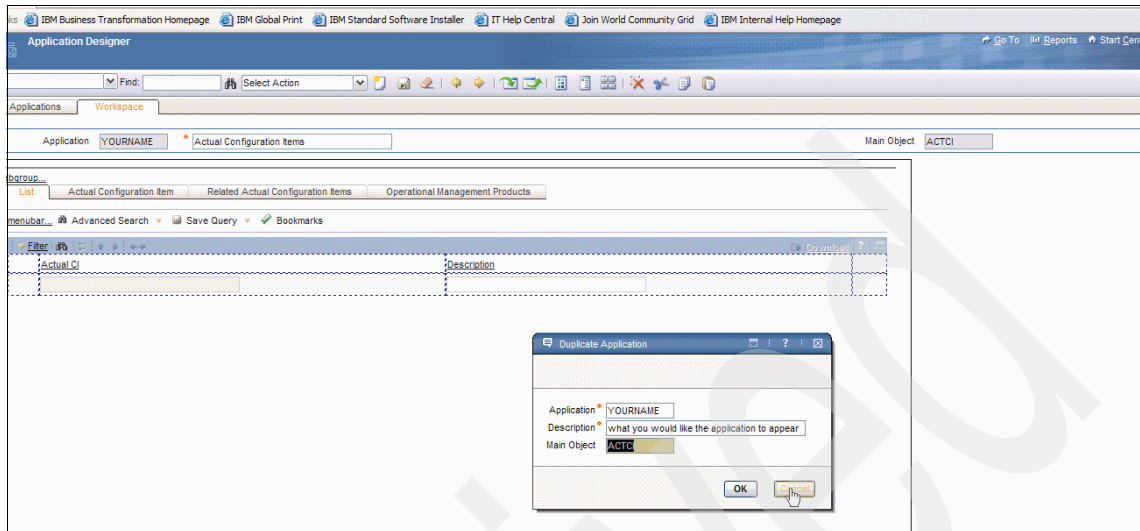 IBM Business Transformation Homepage IBM Global Print IBM Standard Software Installer IT Help Central Join World Community Grid IBM Internal Help Homepage
Application Designer Go To Reports Start Cen
Find: Select Action
Applications Workspace
Application YOURNAME * Actual Configuration Items Main Object ACTCI
bgroup...
List Actual Configuration Item Related Actual Configuration Items Operational Management Products
menubar... Advanced Search Save Query Bookmarks
Filter Download ?
Actual CI Description
Duplicate Application ?
Application * YOURNAME
Description * what you would like the application to appear
Main Object ACTCI
OK Cancel